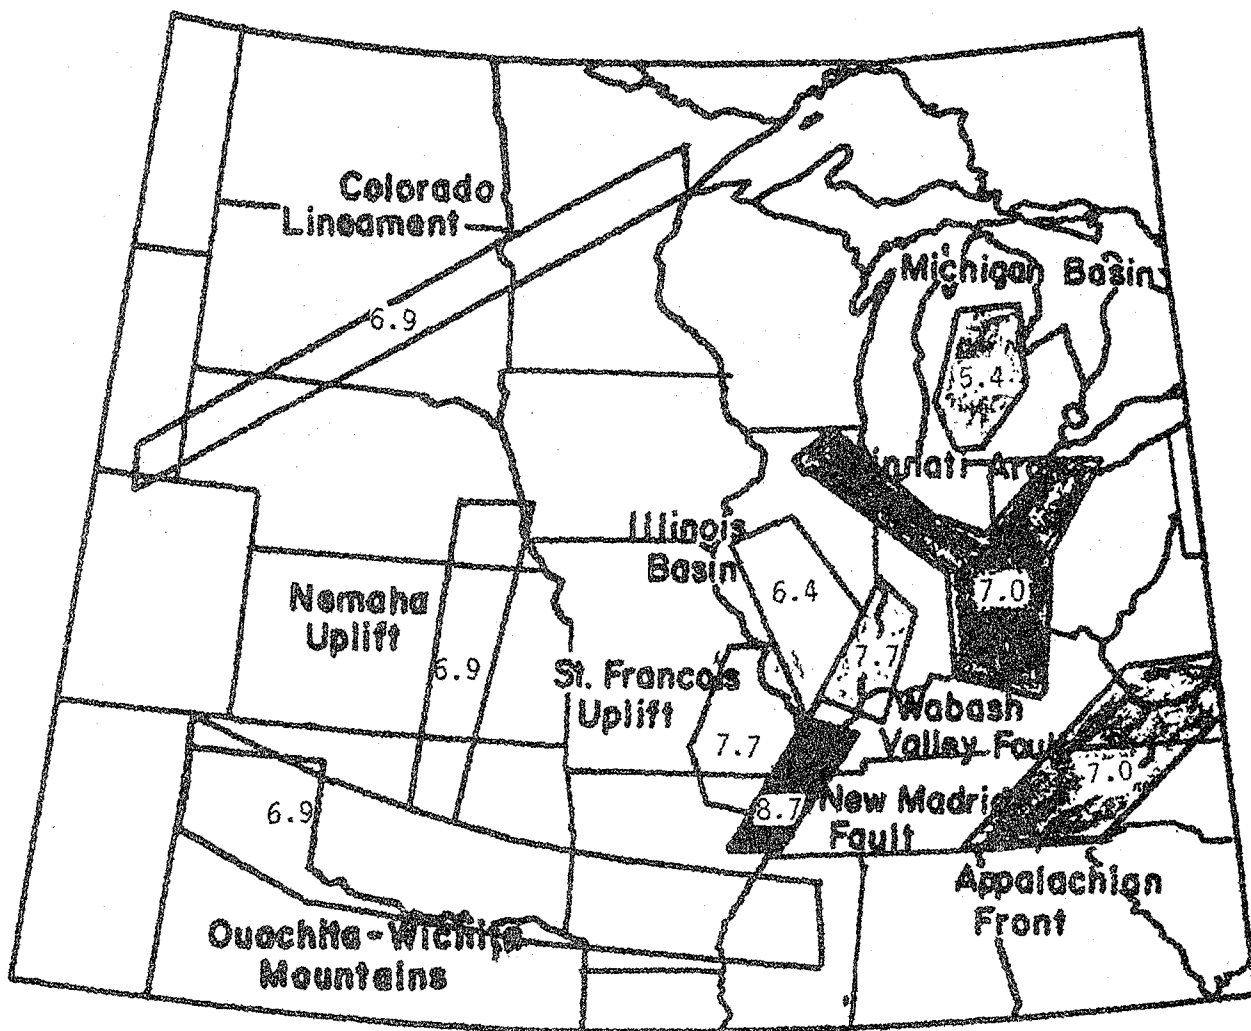 Colorado
Lineament
6.9
Michigan Basin
5.4
7.0
Illinois
Basin
6.4
Nemaha
Uplift
6.9
7.7
St. Francois
Uplift
7.7
Wabash
Valley Fault
6.9
8.7
New Madrid
Fault
7.0
Appalachian
Front
Ouachita-Wichita
Mountains